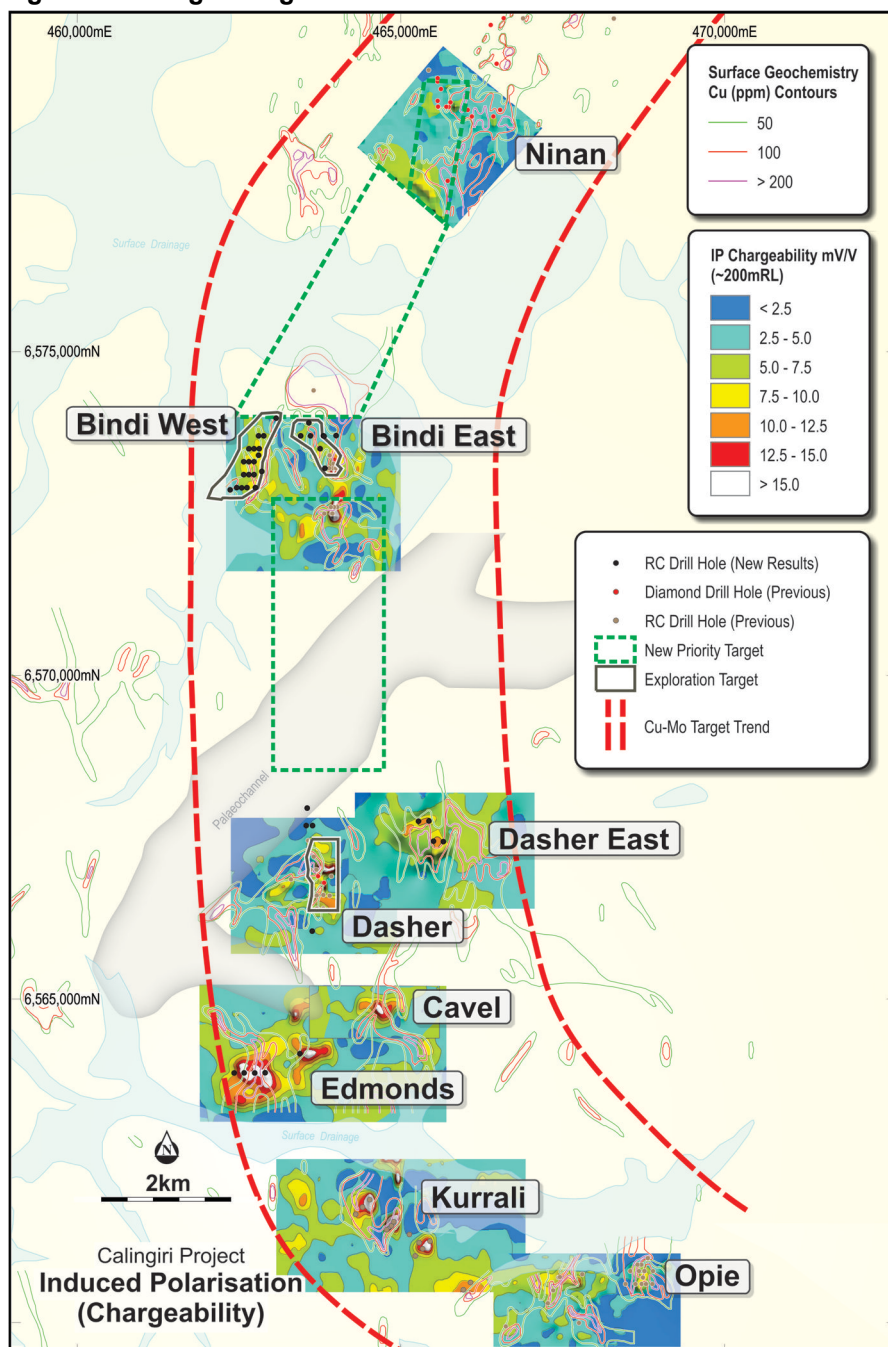 460,000mE
465,000mE
470,000mE
Surface Geochemistry
Cu (ppm) Contours
50
100
> 200
Ninan
Surface Drainage
IP Chargeability mV/V
(~200mRL)
< 2.5
2.5 - 5.0
5.0 - 7.5
7.5 - 10.0
10.0 - 12.5
12.5 - 15.0
> 15.0
6,575,000mN
Bindi West
Bindi East
RC Drill Hole (New Results)
Diamond Drill Hole (Previous)
RC Drill Hole (Previous)
New Priority Target
Exploration Target
Cu-Mo Target Trend
6,570,000mN
Palaeochannel
Dasher East
Dasher
6,565,000mN
Cavel
Edmonds
Surface Drainage
N
2km
Kurrali
Opie
Calingiri Project
Induced Polarisation
(Chargeability)